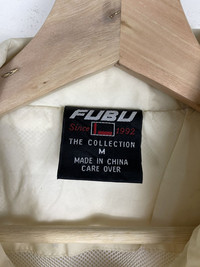 FUBU
Since L 1992
THE COLLECTION
M
MADE IN CHINA
CARE OVER